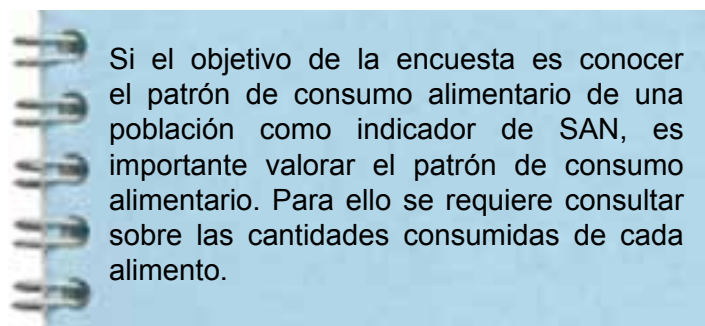 Si el objetivo de la encuesta es conocer
el patrón de consumo alimentario de una
población como indicador de SAN, es
importante valorar el patrón de consumo
alimentario. Para ello se requiere consultar
sobre las cantidades consumidas de cada
alimento.